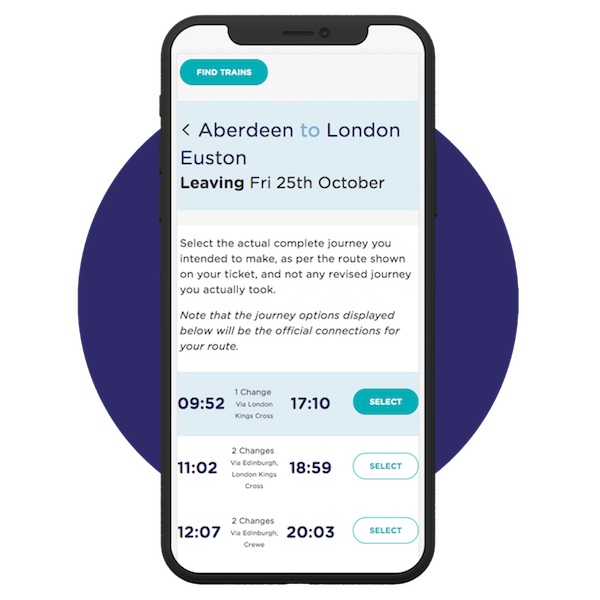 FIND TRAINS
< Aberdeen to London
Euston
Leaving Fri 25th October
Select the actual complete journey you
intended to make, as per the route shown
on your ticket, and not any revised journey
you actually took.
Note that the journey options displayed
below will be the official connections for
your route.
09:52 1 Change 17:10 SELECT
Via London
Kings Cross
11:02 2 Changes 18:59 SELECT
Via Edinburgh,
London Kings
Cross
12:07 2 Changes 20:03 SELECT
Via Edinburgh,
Crewe